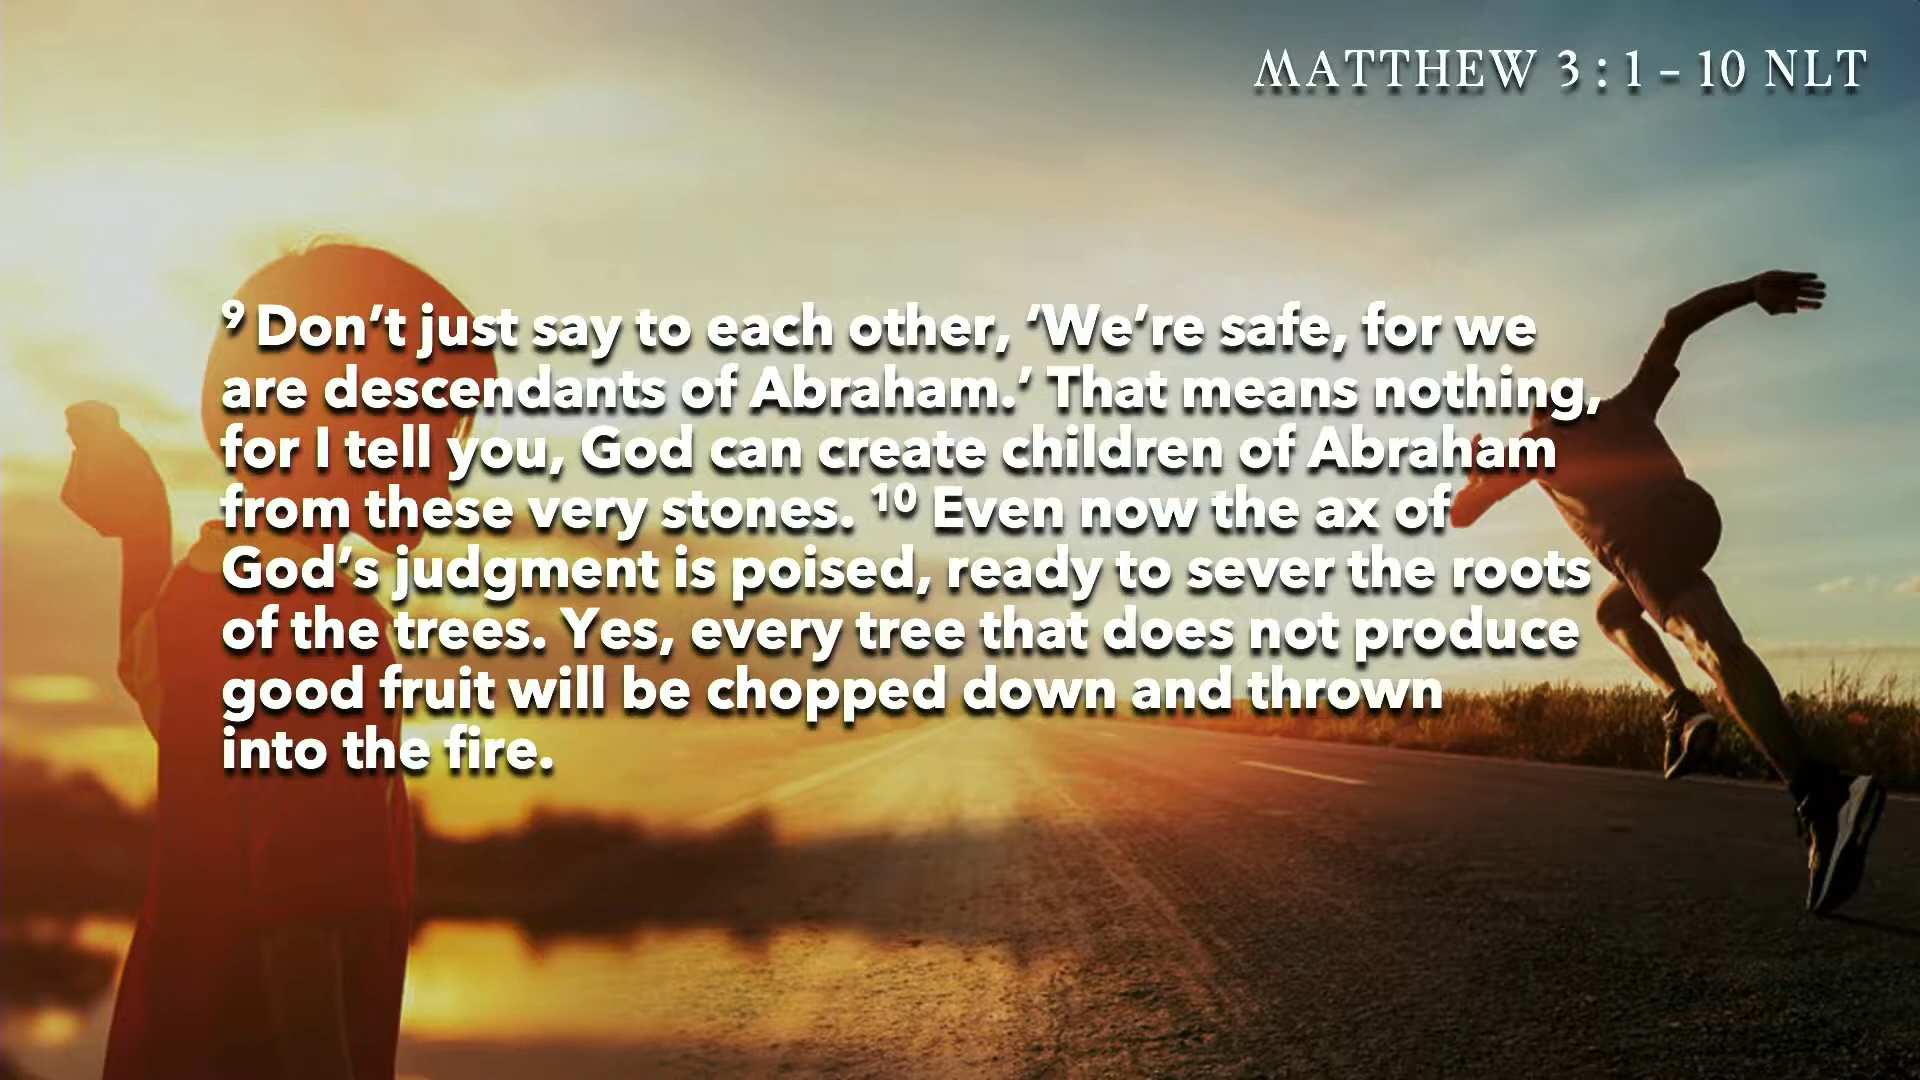 MATTHEW 3:1-10 NLT
⁹ Don’t just say to each other, ‘We’re safe, for we
are descendants of Abraham.’ That means nothing,
for I tell you, God can create children of Abraham
from these very stones. ¹⁰ Even now the ax of
God’s judgment is poised, ready to sever the roots
of the trees. Yes, every tree that does not produce
good fruit will be chopped down and thrown
into the fire.